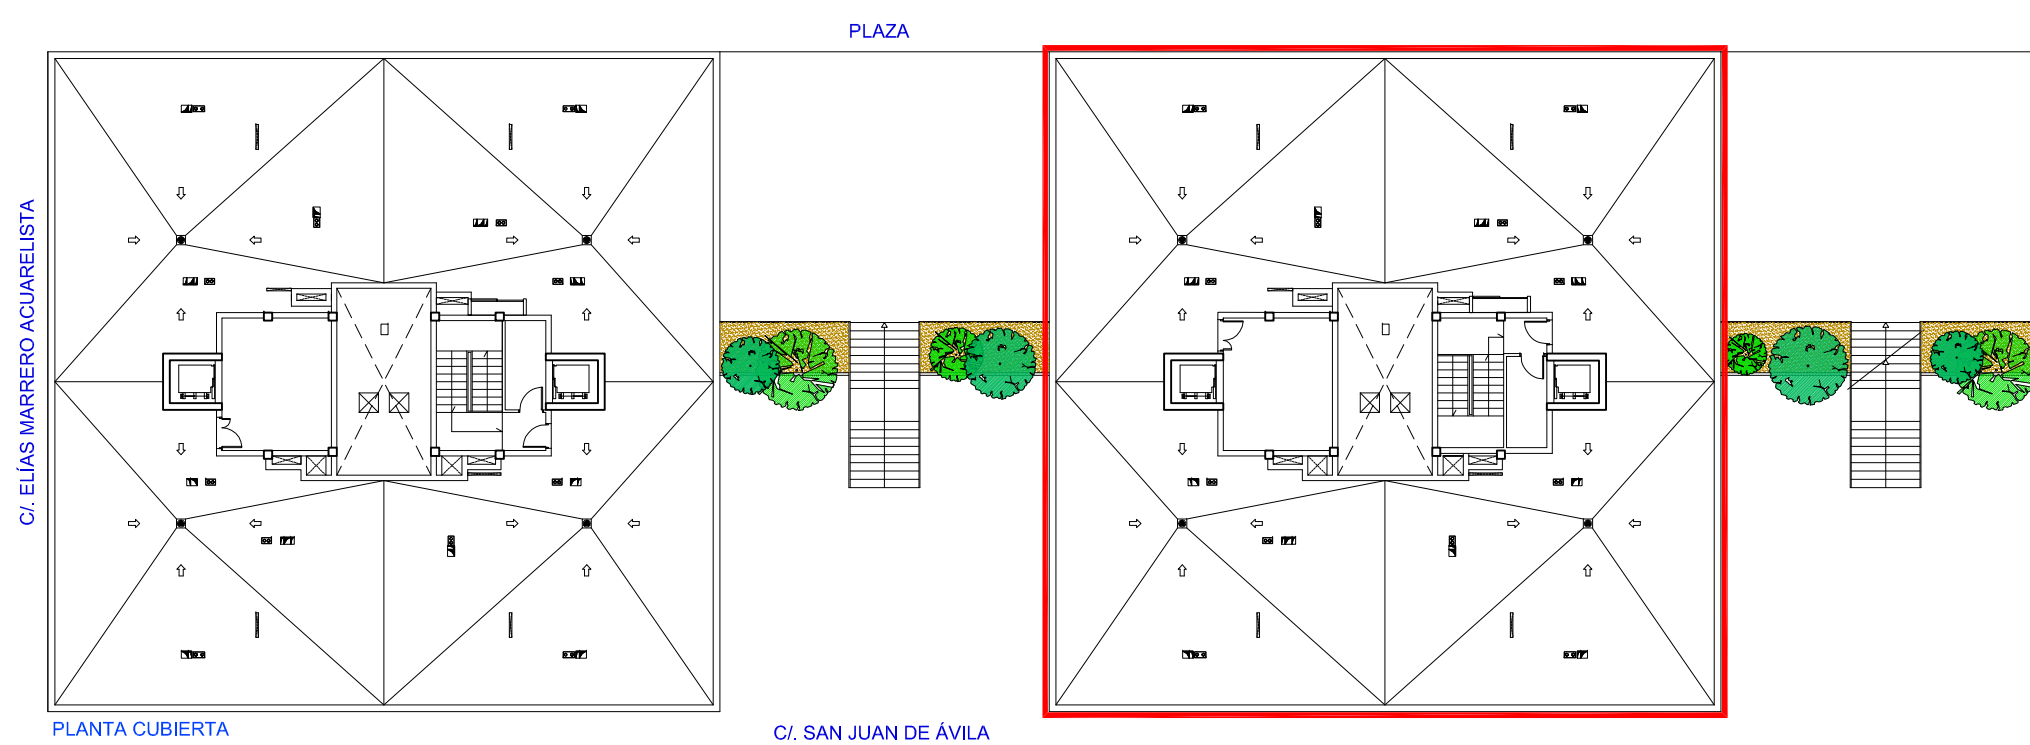 PLAZA
C/. ELÍAS MARRERO ACUARELISTA
PLANTA CUBIERTA
C/. SAN JUAN DE ÁVILA